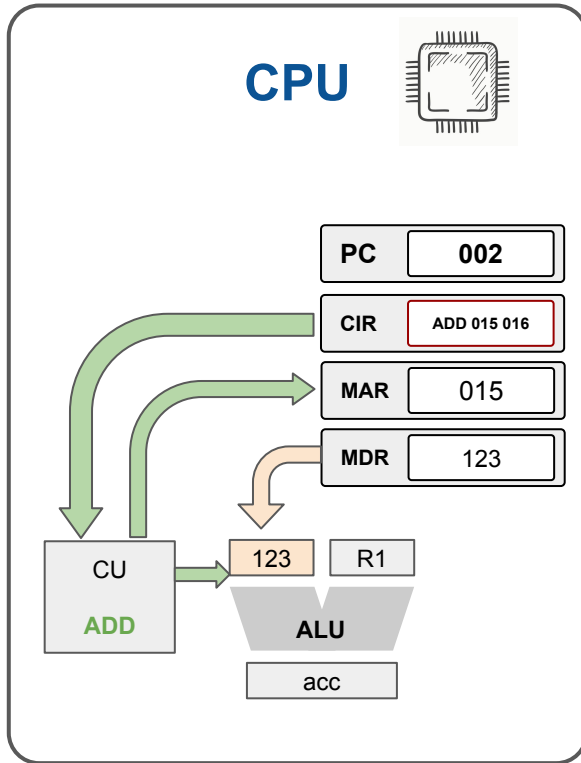 CPU
PC 002
CIR ADD 015 016
MAR 015
MDR 123
CU
ADD
123 R1
ALU
acc